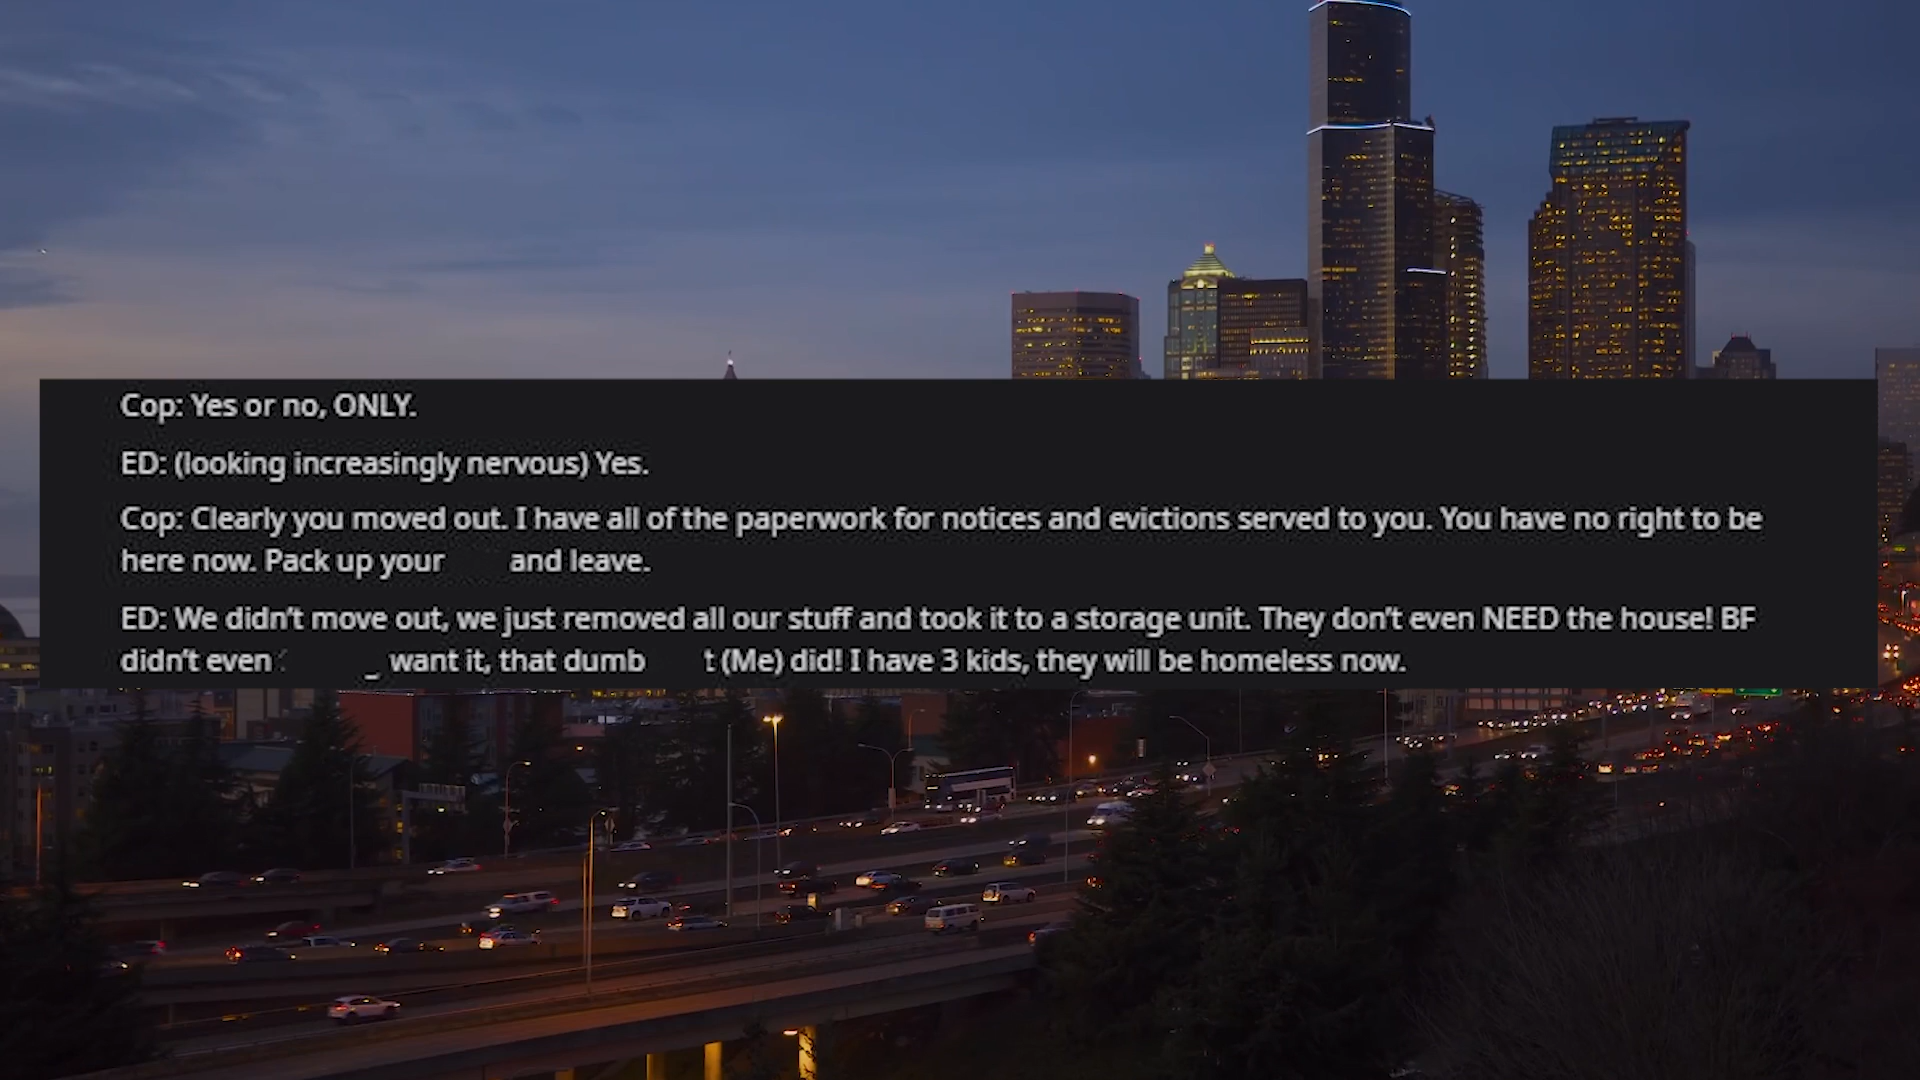 Cop: Yes or no, ONLY.
ED: (looking increasingly nervous) Yes.
Cop: Clearly you moved out. I have all of the paperwork for notices and evictions served to you. You have no right to be
here now. Pack up your and leave.
ED: We didn't move out, we just removed all our stuff and took it to a storage unit. They don't even NEED the house! BF
didn't even want it, that dumb t (Me) did! I have 3 kids, they will be homeless now.